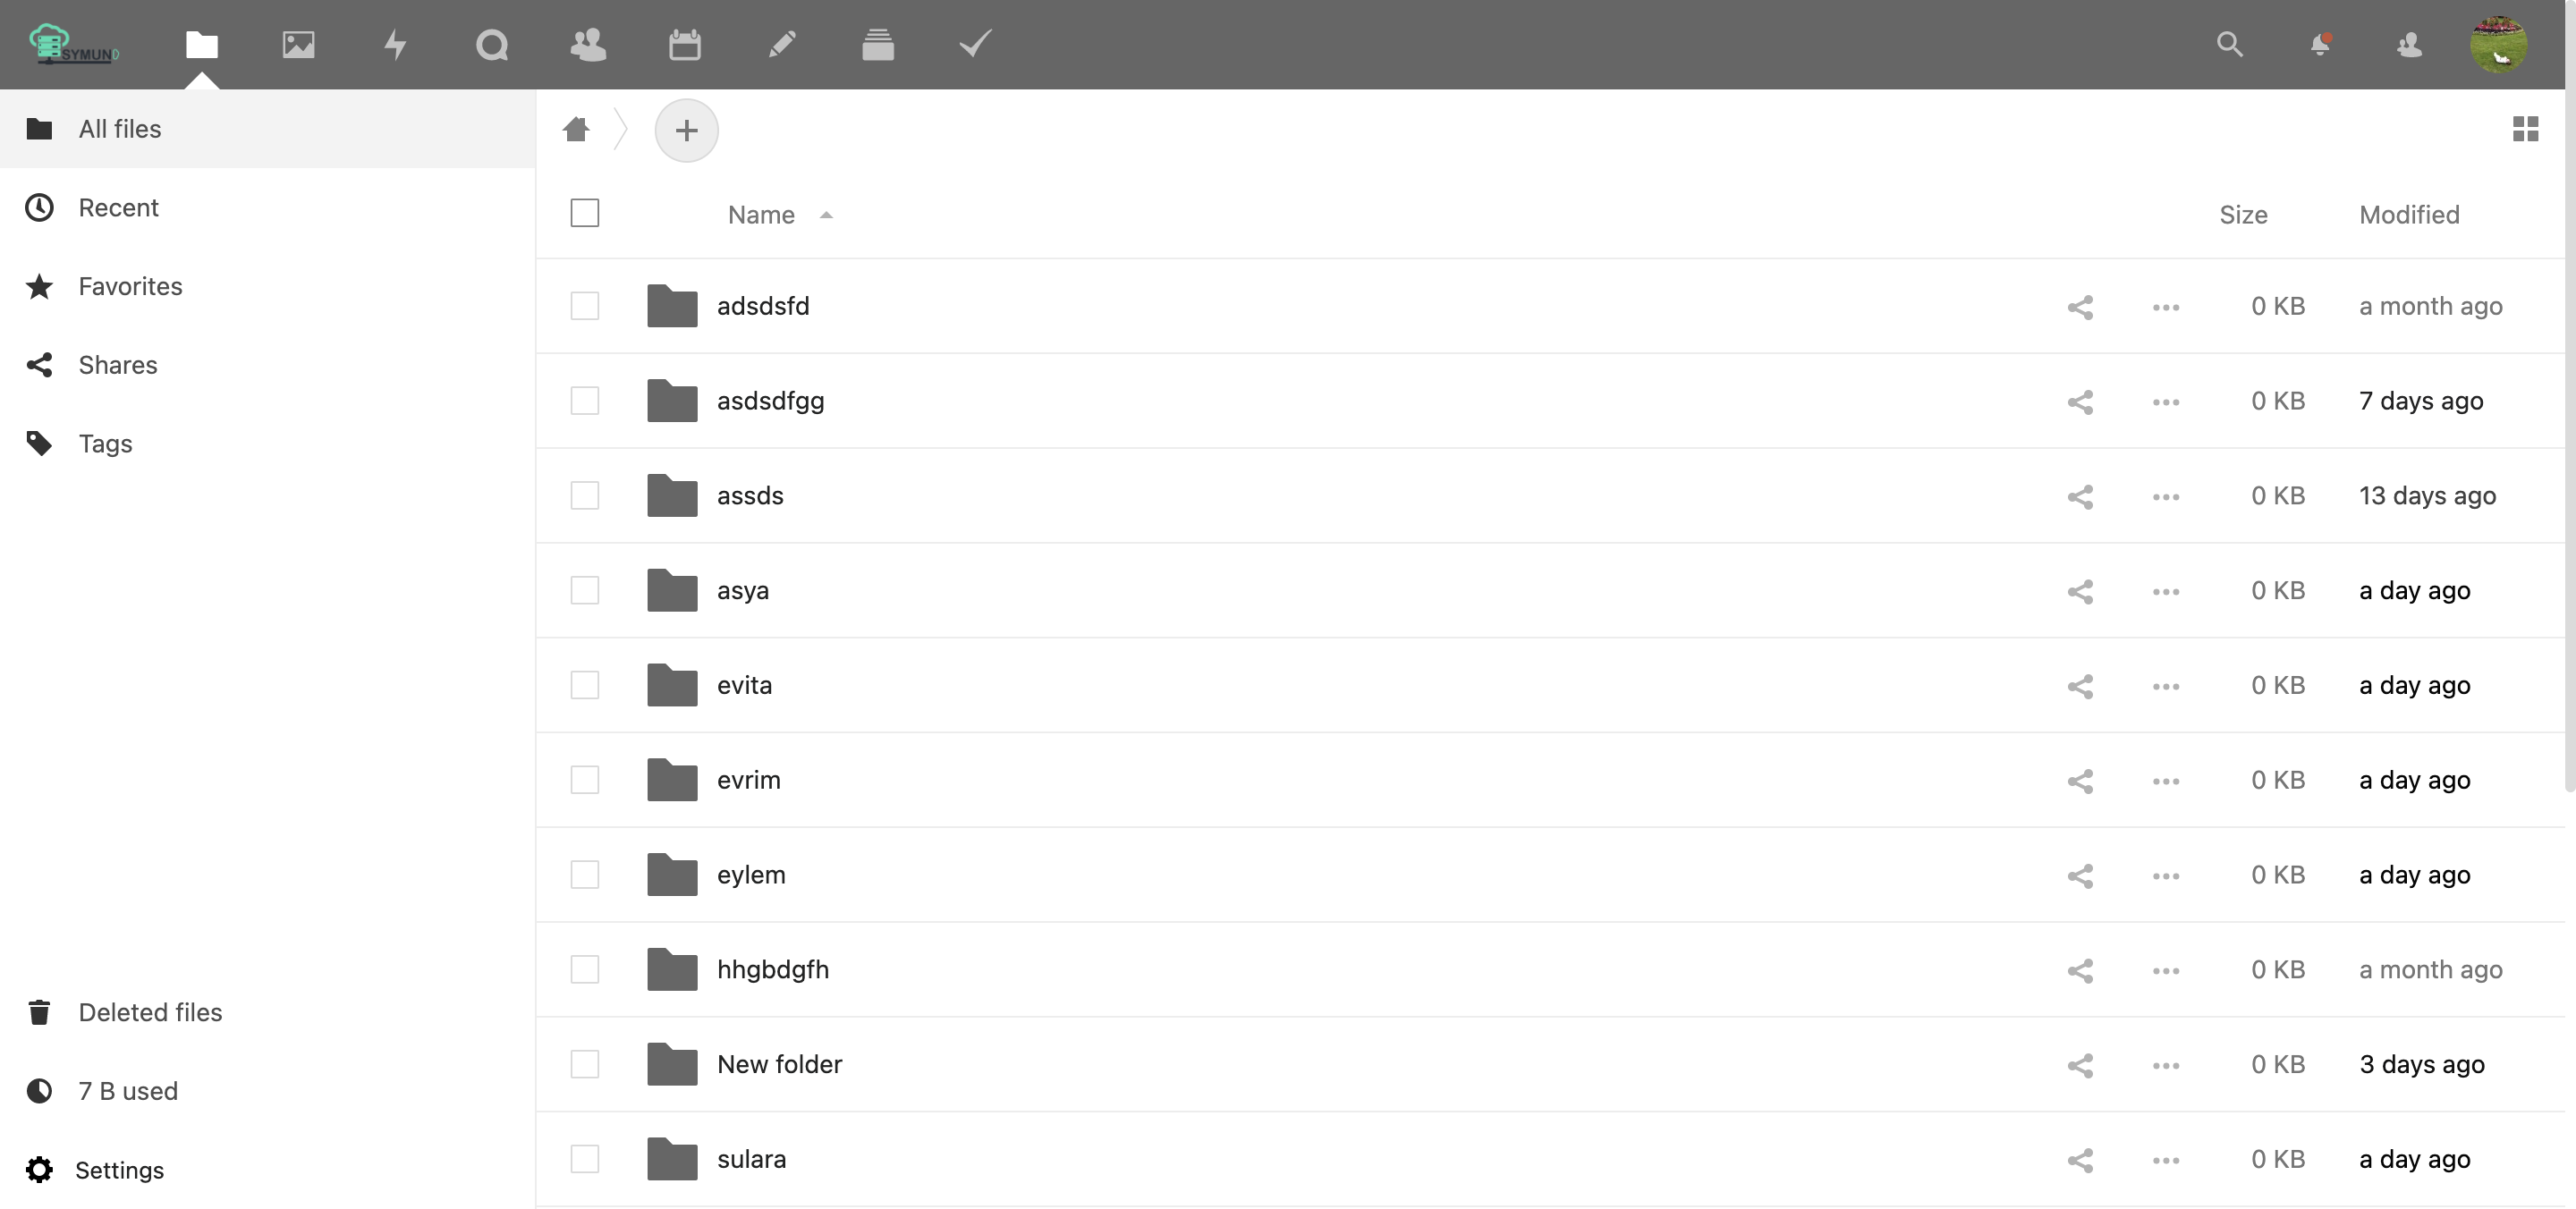 SYMUND
All files
Recent
Favorites
Shares
Tags
Deleted files
7 B used
Settings
Name Size Modified
adsdsfd 0 KB a month ago
asdsdfgg 0 KB 7 days ago
assds 0 KB 13 days ago
asya 0 KB a day ago
evita 0 KB a day ago
evrim 0 KB a day ago
eylem 0 KB a day ago
hhgbdgfh 0 KB a month ago
New folder 0 KB 3 days ago
sulara 0 KB a day ago